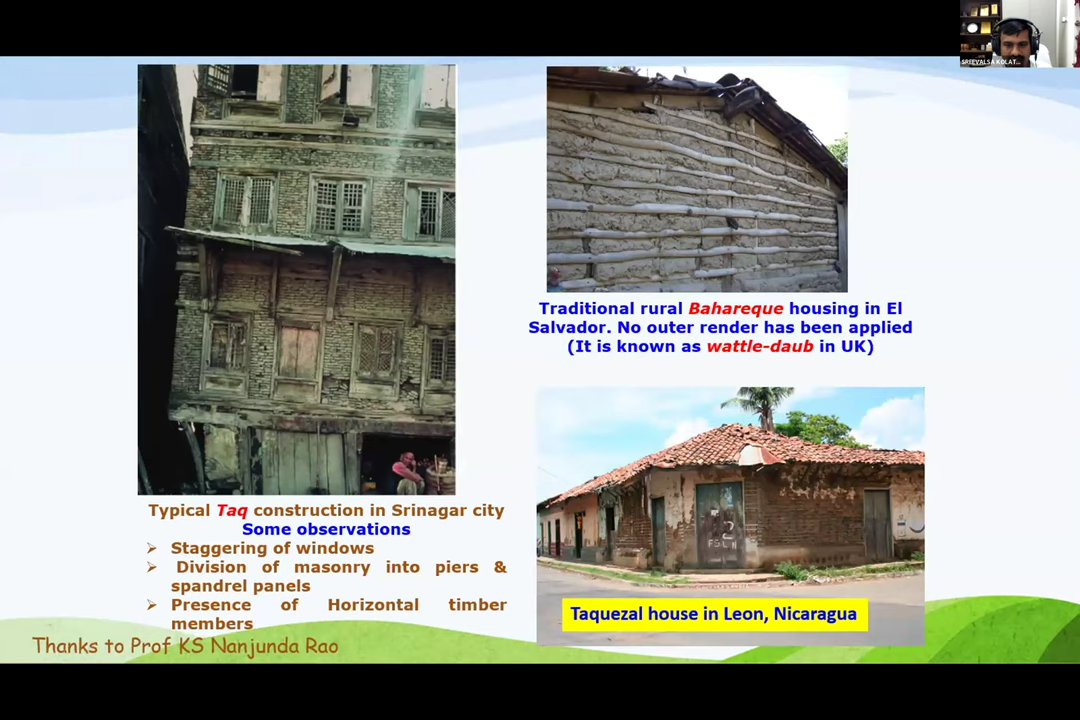 SREEVALSA KOLAT...
Traditional rural Bahareque housing in El
Salvador. No outer render has been applied
(It is known as wattle-daub in UK)
Typical Taq construction in Srinagar city
Some observations
➢ Staggering of windows
➢ Division of masonry into piers &
spandrel panels
➢ Presence of Horizontal timber
members
Taquezal house in Leon, Nicaragua
Thanks to Prof KS Nanjunda Rao